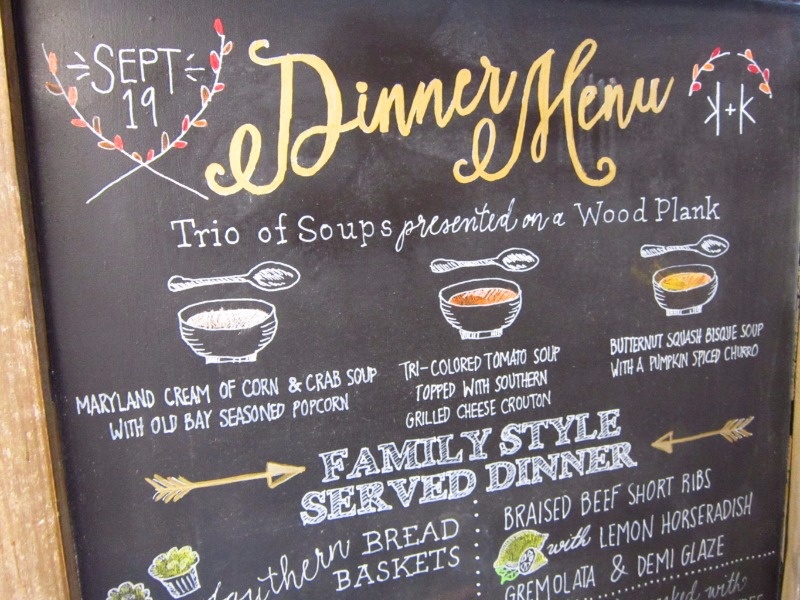 SEPT
19
Dinner Menu
K+K
Trio of Soups presented on a Wood Plank
MARYLAND CREAM OF CORN & CRAB SOUP
WITH OLD BAY SEASONED POPCORN
TRI-COLORED TOMATO SOUP
TOPPED WITH SOUTHERN
GRILLED CHEESE CROUTON
BUTTERNUT SQUASH BISQUE SOUP
WITH A PUMPKIN SPICED CHURRO
FAMILY STYLE
SERVED DINNER
Southern BREAD
BASKETS
BRAISED BEEF SHORT RIBS
with LEMON HORSERADISH
GREMOLATA & DEMI GLAZE
with